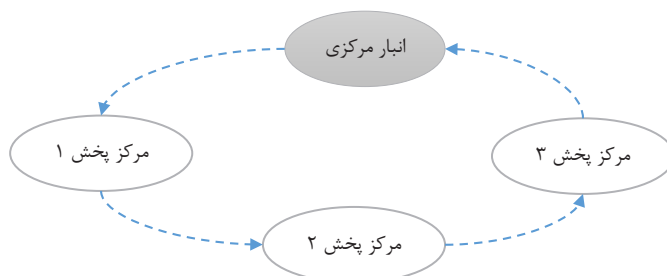 انبار مرکزی
مرکز پخش ۱
مرکز پخش ۳
مرکز پخش ۲